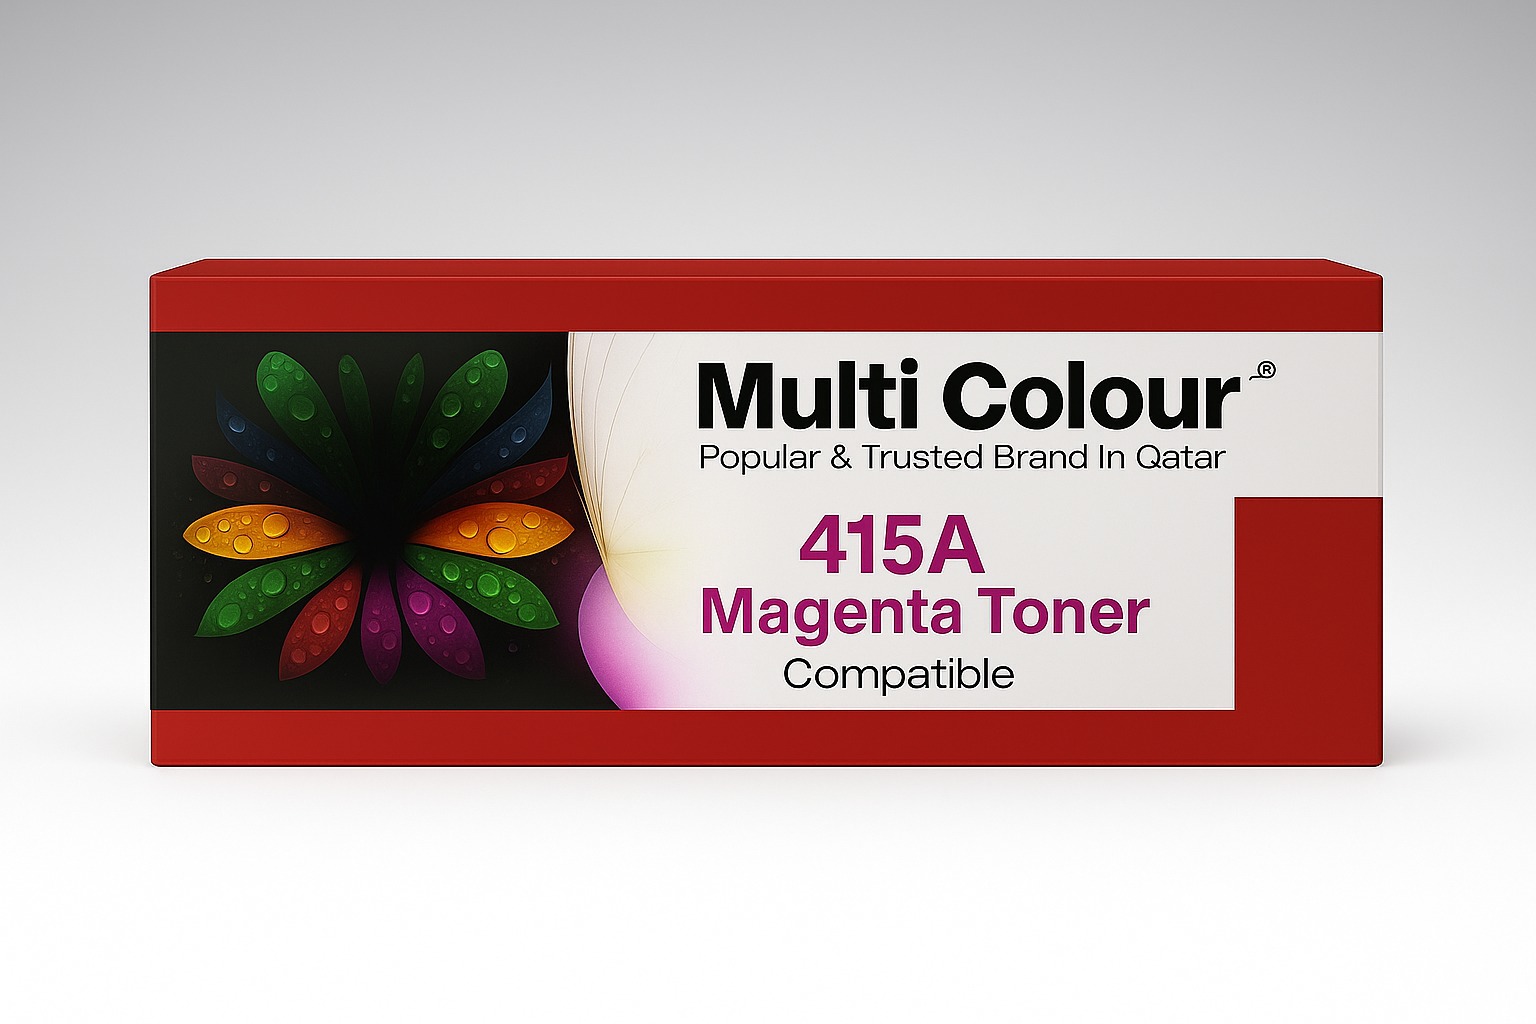 Multi Colour®
Popular & Trusted Brand In Qatar
415A
Magenta Toner
Compatible